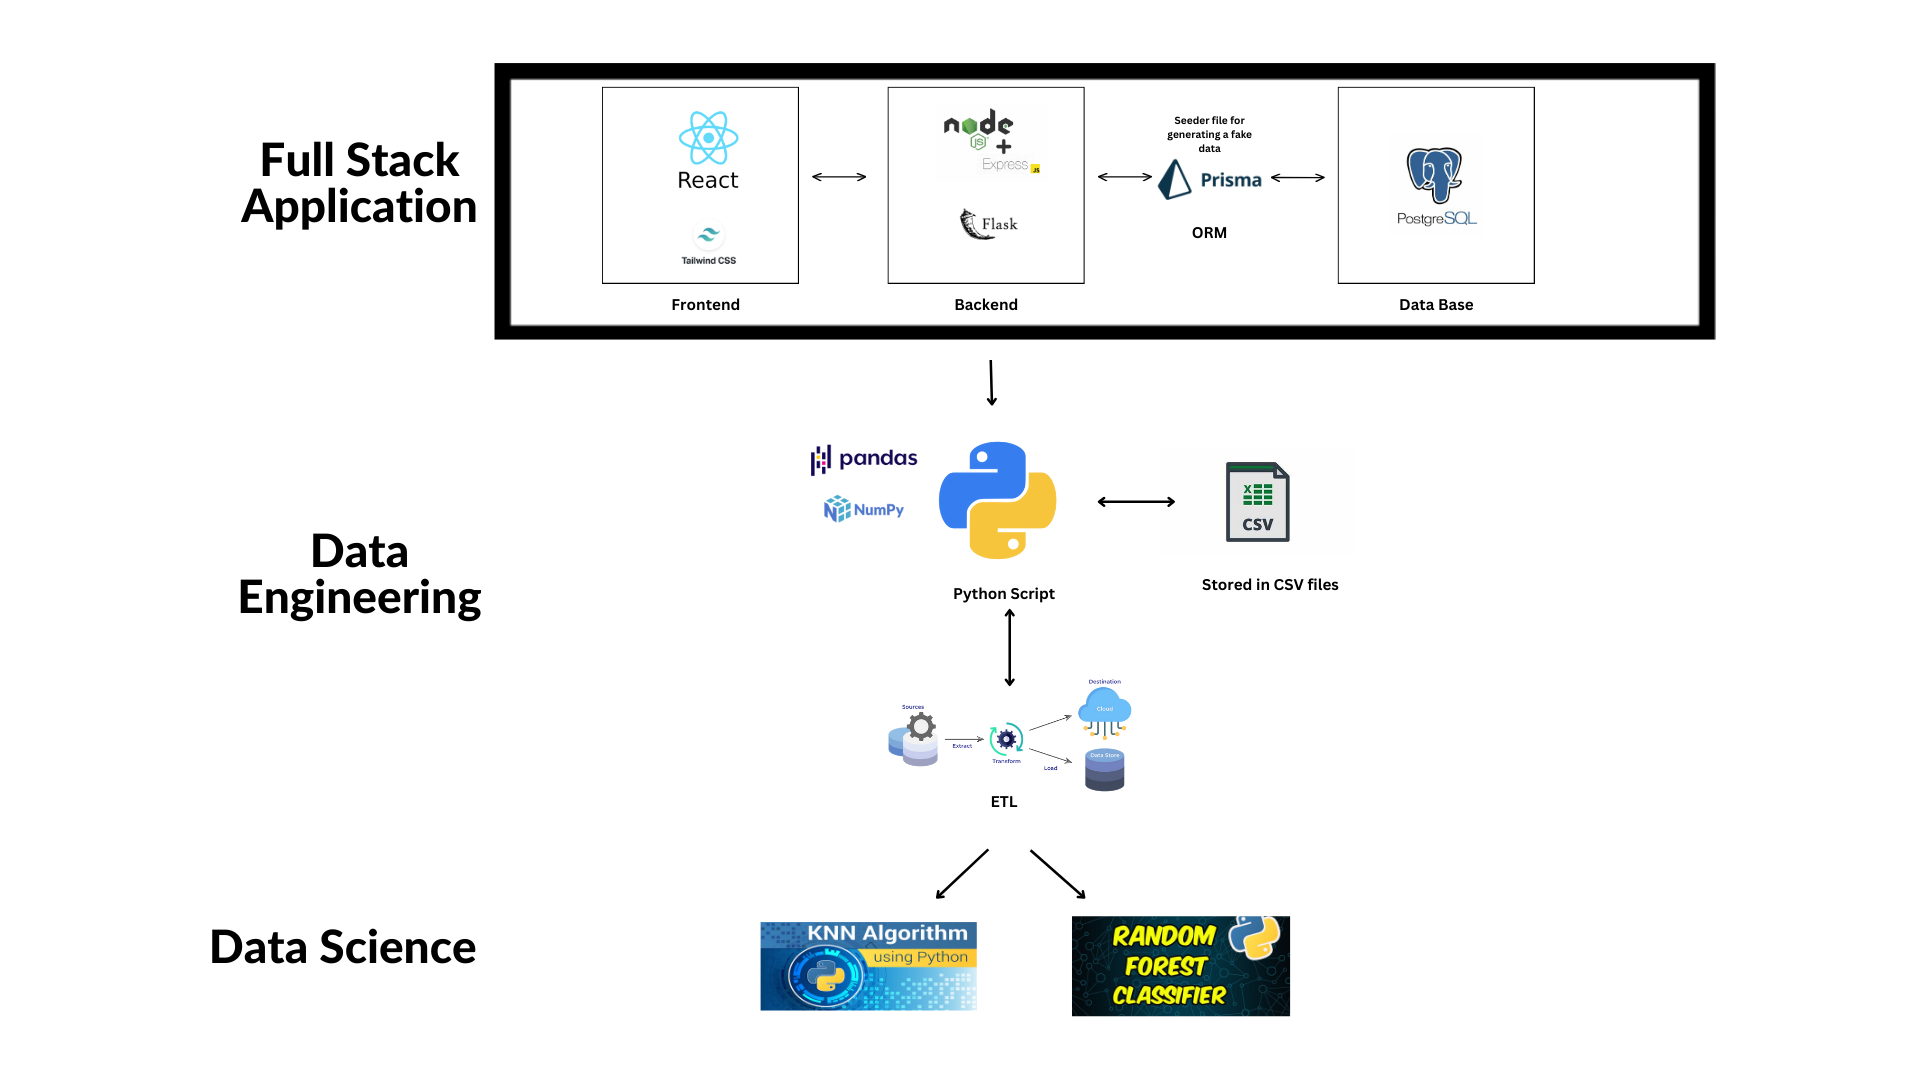 Full Stack
Application
React
Tailwind CSS
Frontend
node
JS
+
Express
JS
Flask
Backend
Seeder file for
generating a fake
data
Prisma
ORM
PostgreSQL
Data Base
Data
Engineering
pandas
NumPy
Python Script
X
CSV
Stored in CSV files
Sources
Extract
Transform
Load
Destination
Cloud
Data Store
ETL
Data Science
KNN Algorithm
using Python
RANDOM
FOREST
CLASSIFIER